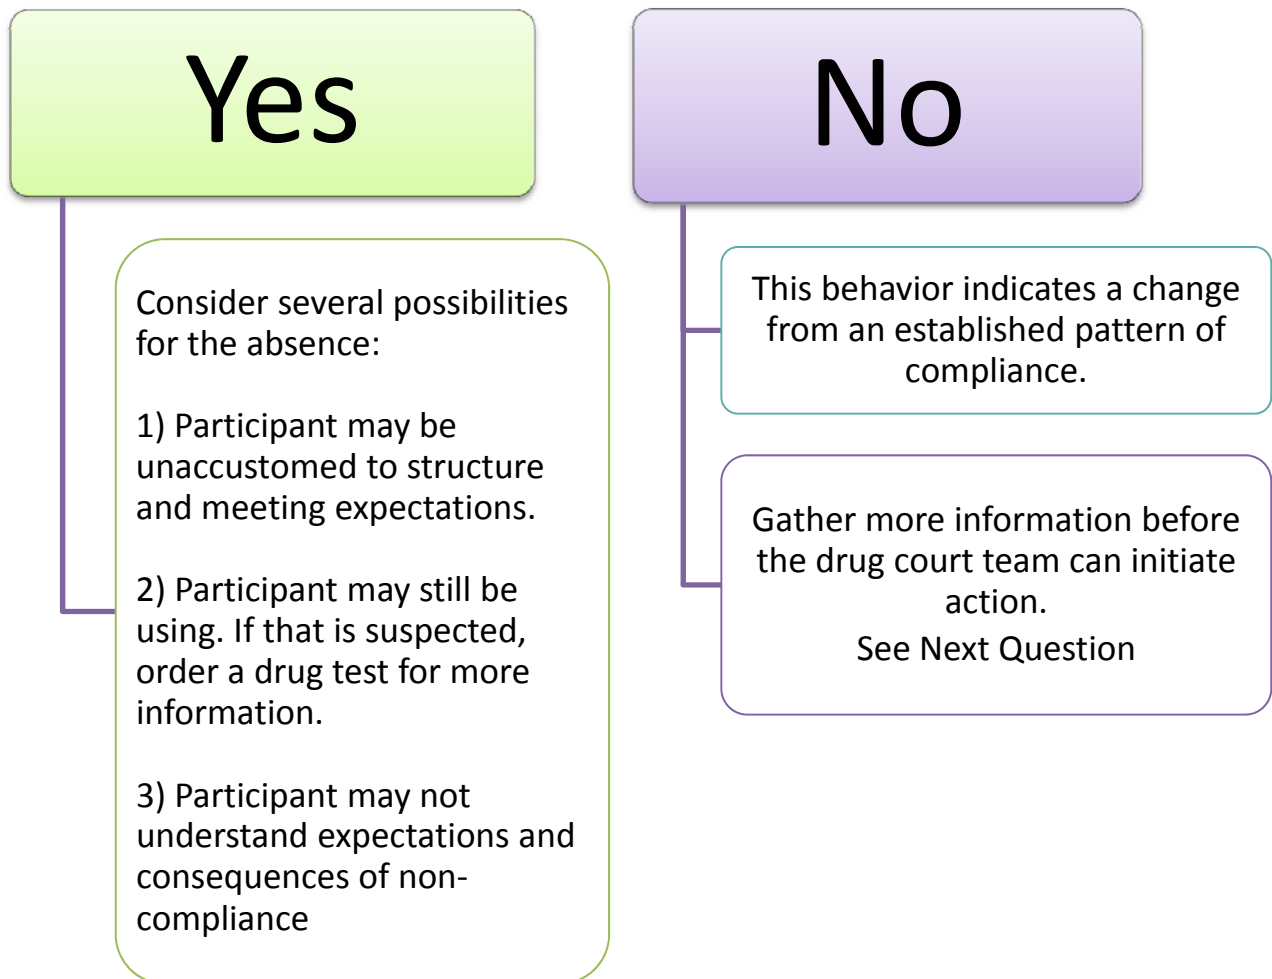 Yes
Consider several possibilities
for the absence:
1) Participant may be
unaccustomed to structure
and meeting expectations.
2) Participant may still be
using. If that is suspected,
order a drug test for more
information.
3) Participant may not
understand expectations and
consequences of non-
compliance
No
This behavior indicates a change
from an established pattern of
compliance.
Gather more information before
the drug court team can initiate
action.
See Next Question